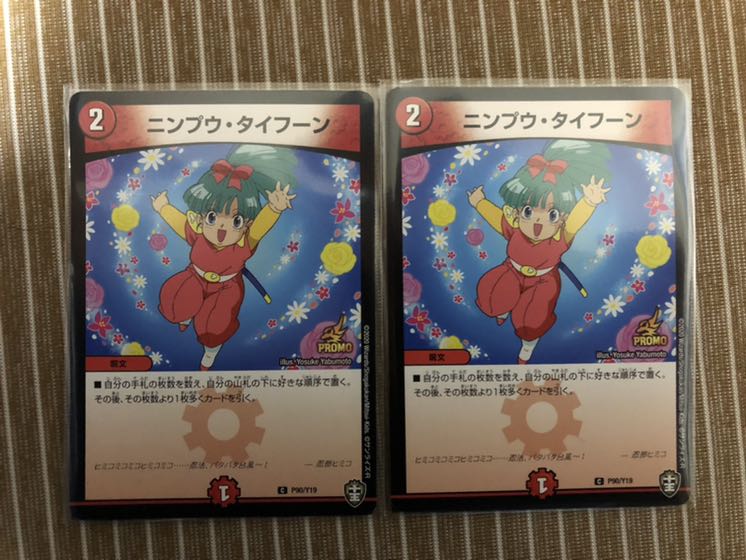 2
ニンプウ・タイフーン
PROMO
illus. Yosuke Yabumoto
呪文
■自分の手札の枚数を数え、自分の山札の下に好きな順序で置く。
その後、その枚数より1枚多くカードを引く。
ヒミコミコミコヒミコミコ……忍法、バタバタ台風〜！ ― 忍部ヒミコ
1
C P90/Y19
2
ニンプウ・タイフーン
PROMO
illus. Yosuke Yabumoto
呪文
■自分の手札の枚数を数え、自分の山札の下に好きな順序で置く。
その後、その枚数より1枚多くカードを引く。
ヒミコミコミコヒミコミコ……忍法、バタバタ台風〜！ ― 忍部ヒミコ
1
C P90/Y19